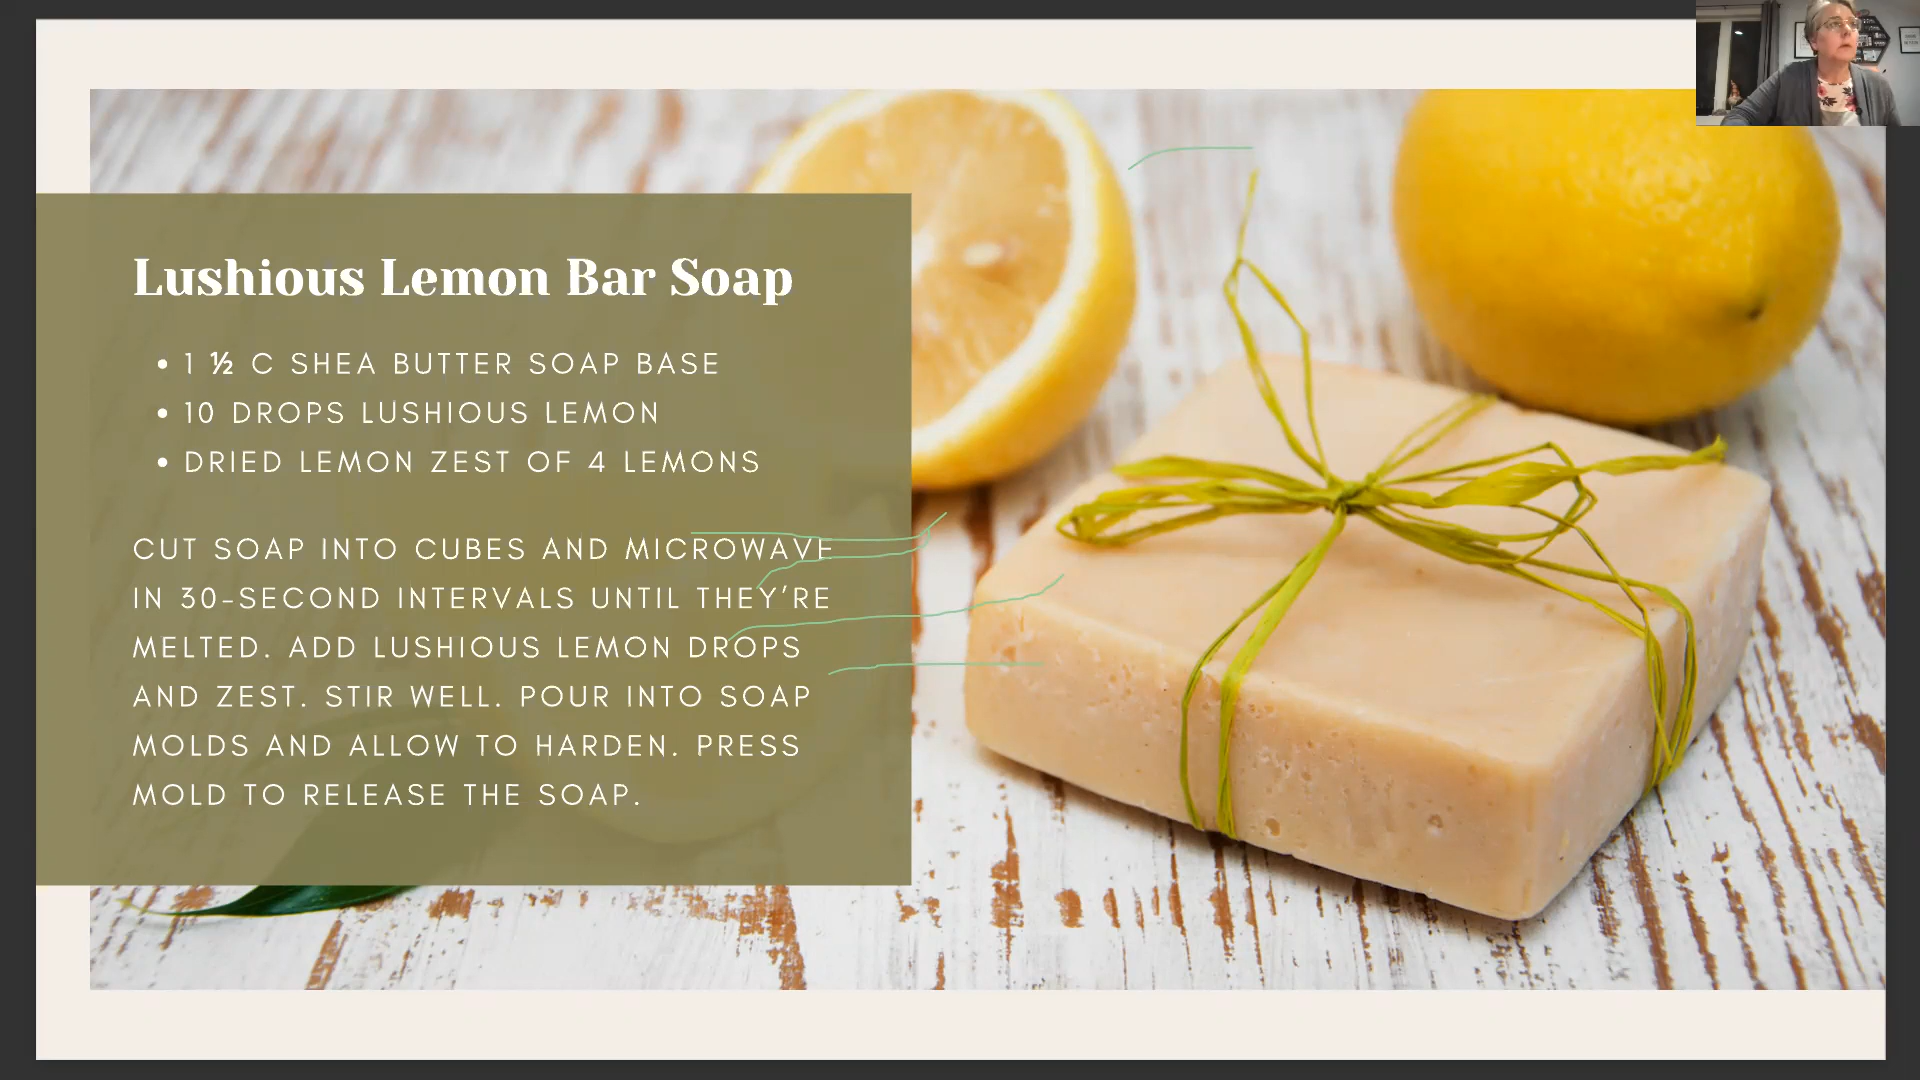 Lushious Lemon Bar Soap
• 1 ½ C SHEA BUTTER SOAP BASE
• 10 DROPS LUSHIOUS LEMON
• DRIED LEMON ZEST OF 4 LEMONS
CUT SOAP INTO CUBES AND MICROWAVE
IN 30-SECOND INTERVALS UNTIL THEY'RE
MELTED. ADD LUSHIOUS LEMON DROPS
AND ZEST. STIR WELL. POUR INTO SOAP
MOLDS AND ALLOW TO HARDEN. PRESS
MOLD TO RELEASE THE SOAP.